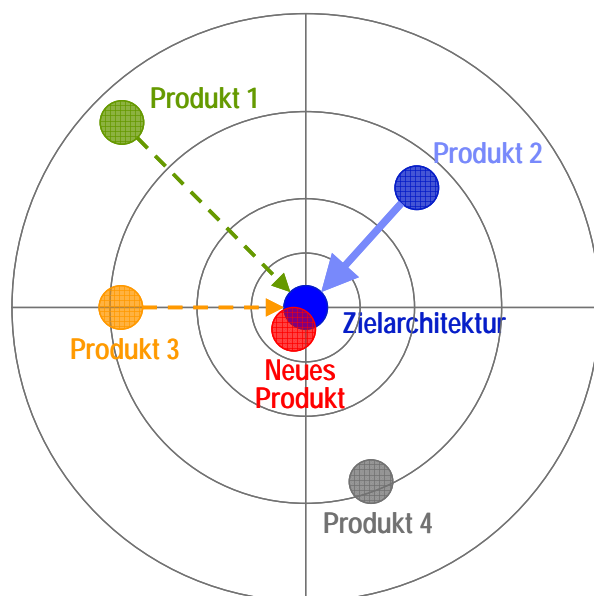 Produkt 1
Produkt 2
Zielarchitektur
Produkt 3
Neues
Produkt
Produkt 4